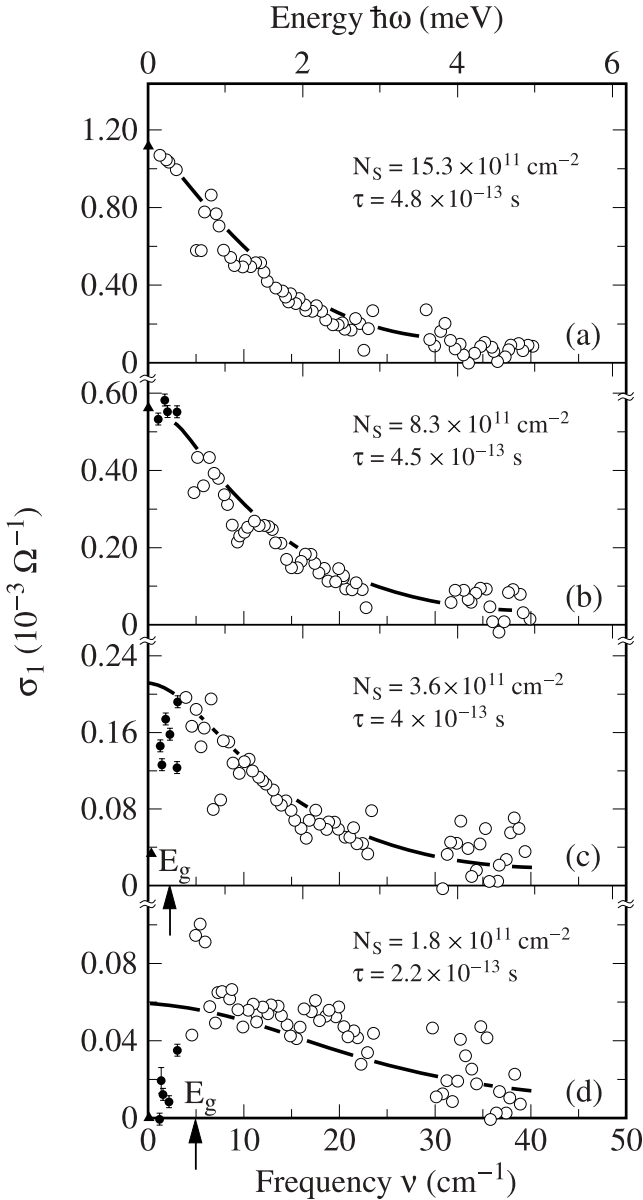 Energy ħω (meV)
0 2 4 6
1.20
0.80
0.40
0
N_S = 15.3 × 10^11 cm^−2
τ = 4.8 × 10^−13 s
(a)
0.60
0.40
0.20
0
N_S = 8.3 × 10^11 cm^−2
τ = 4.5 × 10^−13 s
(b)
σ_1 (10^−3 Ω^−1)
0.24
0.16
0.08
0
N_S = 3.6 × 10^11 cm^−2
τ = 4 × 10^−13 s
E_g
(c)
0.08
0.04
0
N_S = 1.8 × 10^11 cm^−2
τ = 2.2 × 10^−13 s
E_g
(d)
0 10 20 30 40 50
Frequency ν (cm^−1)